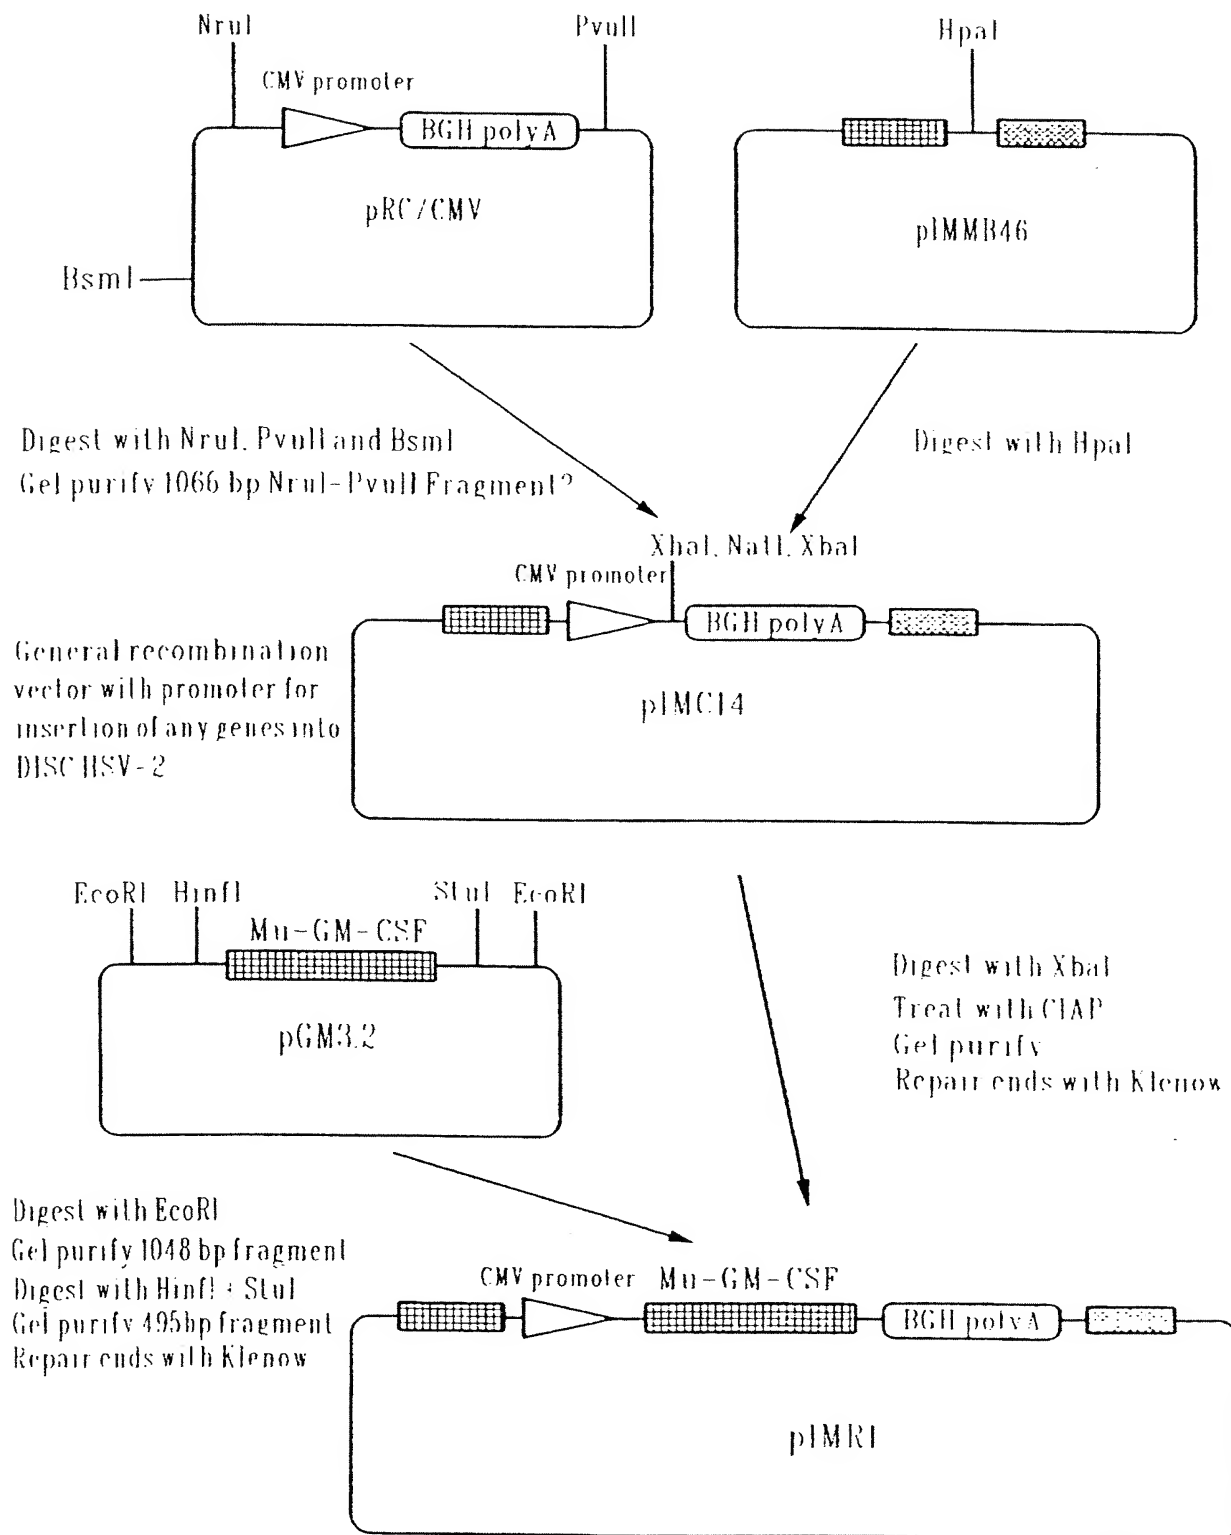 NruI
PvuII
HpaI
CMV promoter
BGH polyA
pRC/CMV
pIMMB46
BsmI
Digest with NruI, PvuII and BsmI
Gel purify 1066 bp NruI-PvuII Fragment?
Digest with HpaI
XbaI, NatI, XbaI
CMV promoter
BGH polyA
General recombination
vector with promoter for
insertion of any genes into
DISC HSV-2
pIMC14
EcoRI HinfI
StuI EcoRI
Mu-GM-CSF
pGM3.2
Digest with XbaI
Treat with CIAP
Gel purify
Repair ends with Klenow
Digest with EcoRI
Gel purify 1048 bp fragment
Digest with HinfI + StuI
Gel purify 495bp fragment
Repair ends with Klenow
CMV promoter
Mu-GM-CSF
BGH polyA
pIMR1